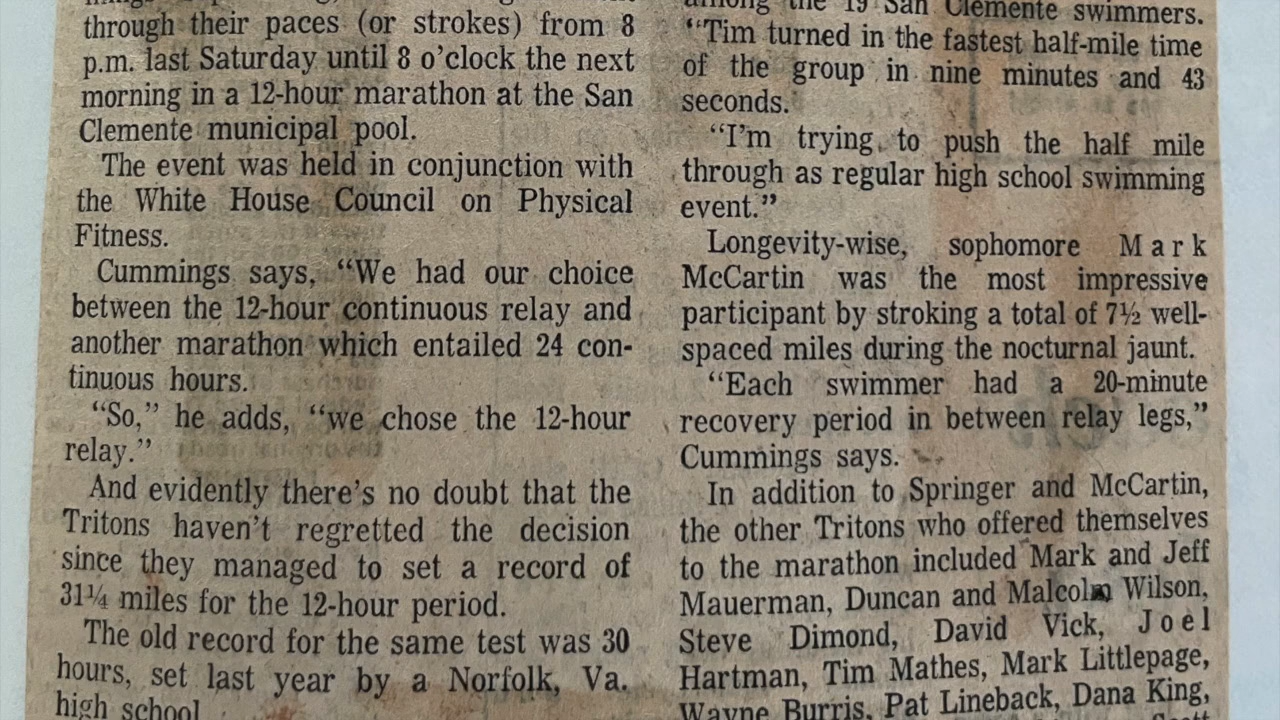 through their paces (or strokes) from 8
p.m. last Saturday until 8 o'clock the next
morning in a 12-hour marathon at the San
Clemente municipal pool.
The event was held in conjunction with
the White House Council on Physical
Fitness.
Cummings says, "We had our choice
between the 12-hour continuous relay and
another marathon which entailed 24 con-
tinuous hours.
"So," he adds, "we chose the 12-hour
relay."
And evidently there's no doubt that the
Tritons haven't regretted the decision
since they managed to set a record of
31¼ miles for the 12-hour period.
The old record for the same test was 30
hours, set last year by a Norfolk, Va.
high school
among the 19 San Clemente swimmers.
"Tim turned in the fastest half-mile time
of the group in nine minutes and 43
seconds.
"I'm trying to push the half mile
through as regular high school swimming
event."
Longevity-wise, sophomore Mark
McCartin was the most impressive
participant by stroking a total of 7½ well-
spaced miles during the nocturnal jaunt.
"Each swimmer had a 20-minute
recovery period in between relay legs,"
Cummings says.
In addition to Springer and McCartin,
the other Tritons who offered themselves
to the marathon included Mark and Jeff
Mauerman, Duncan and Malcolm Wilson,
Steve Dimond, David Vick, Joel
Hartman, Tim Mathes, Mark Littlepage,
Wayne Burris, Pat Lineback, Dana King,